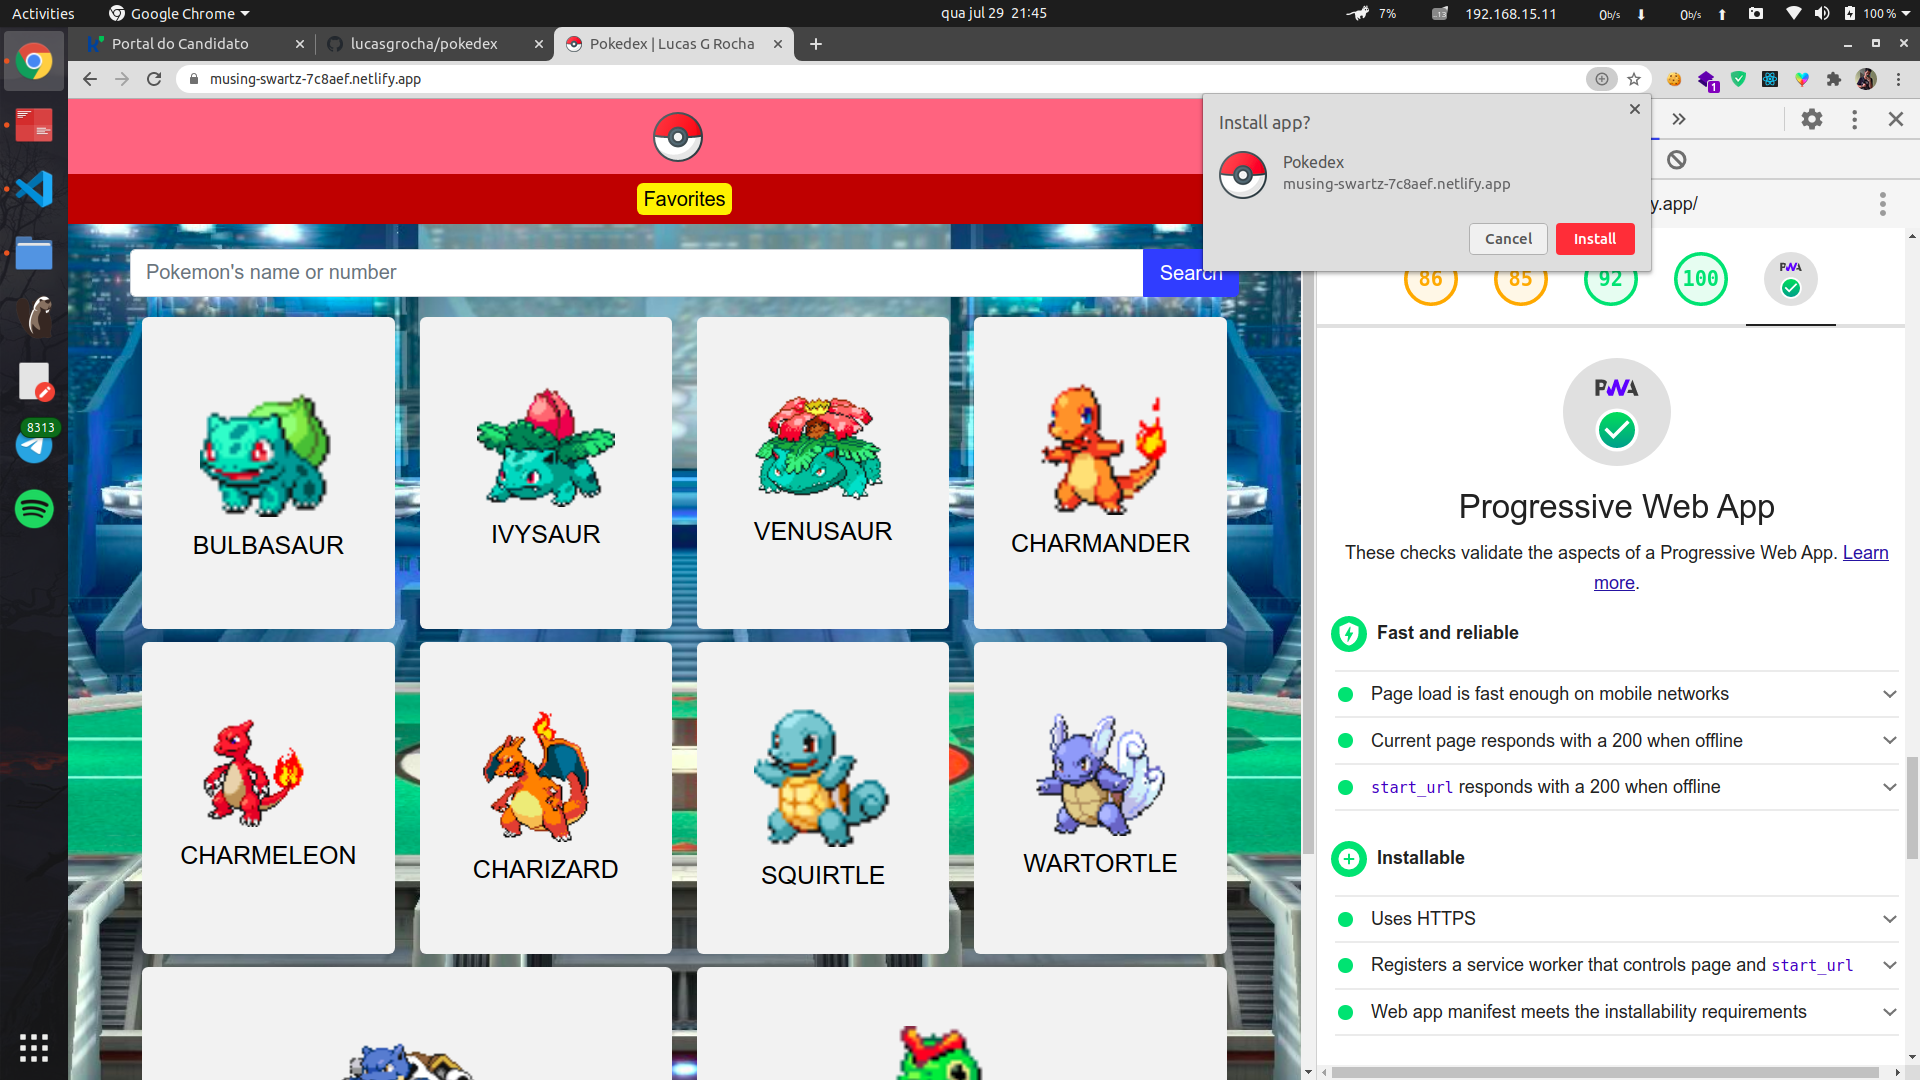 Activities
Google Chrome
qua jul 29 21:45
7%
192.168.15.11
0b/s
0b/s
100 %
Portal do Candidato
lucasgrocha/pokedex
Pokedex | Lucas G Rocha
musing-swartz-7c8aef.netlify.app
1
Install app?
Pokedex
musing-swartz-7c8aef.netlify.app
Cancel
Install
.app/
Favorites
Pokemon's name or number
Search
86
85
92
100
PWA
BULBASAUR
IVYSAUR
VENUSAUR
CHARMANDER
CHARMELEON
CHARIZARD
SQUIRTLE
WARTORTLE
8313
PWA
Progressive Web App
These checks validate the aspects of a Progressive Web App. Learn
more.
Fast and reliable
Page load is fast enough on mobile networks
Current page responds with a 200 when offline
start_url responds with a 200 when offline
Installable
Uses HTTPS
Registers a service worker that controls page and start_url
Web app manifest meets the installability requirements